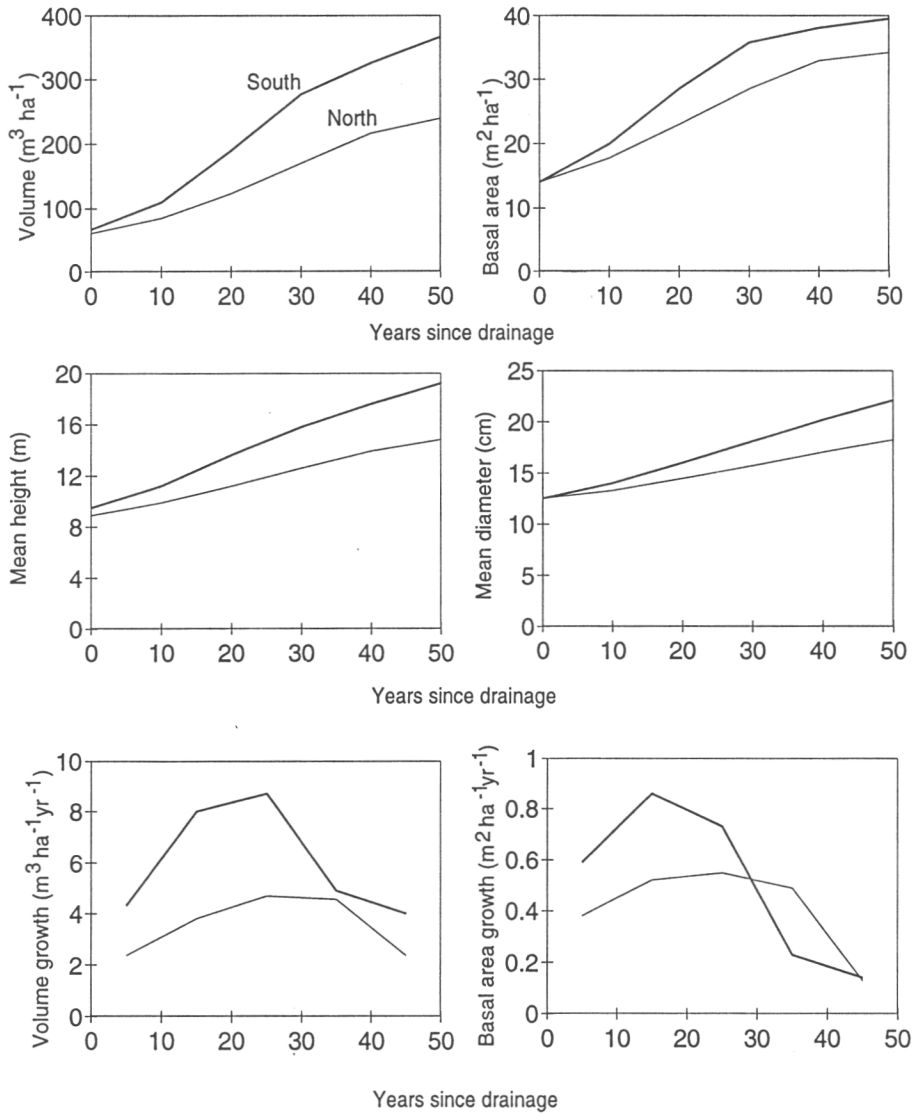 Volume (m3 ha-1)
400
300
200
100
0
South
North
0 10 20 30 40 50
Basal area (m2 ha-1)
40
30
20
10
0
0 10 20 30 40 50
Years since drainage
Mean height (m)
20
16
12
8
4
0
0 10 20 30 40 50
Mean diameter (cm)
25
20
15
10
5
0
0 10 20 30 40 50
Years since drainage
Volume growth (m3 ha-1yr-1)
10
8
6
4
2
0
0 10 20 30 40 50
Basal area growth (m2 ha-1yr-1)
1
0.8
0.6
0.4
0.2
0
0 10 20 30 40 50
Years since drainage